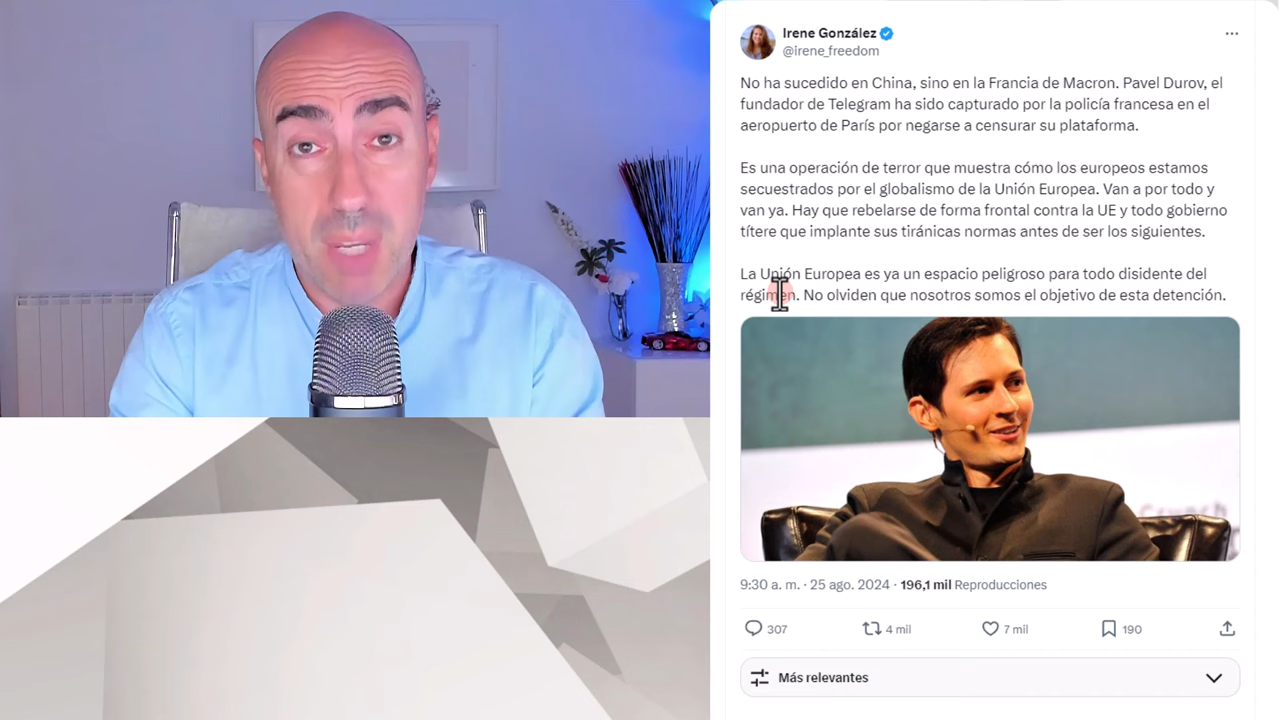 Irene González
@irene_freedom
No ha sucedido en China, sino en la Francia de Macron. Pavel Durov, el
fundador de Telegram ha sido capturado por la policía francesa en el
aeropuerto de París por negarse a censurar su plataforma.
Es una operación de terror que muestra cómo los europeos estamos
secuestrados por el globalismo de la Unión Europea. Van a por todo y
van ya. Hay que rebelarse de forma frontal contra la UE y todo gobierno
títere que implante sus tiránicas normas antes de ser los siguientes.
La Unión Europea es ya un espacio peligroso para todo disidente del
régimen. No olviden que nosotros somos el objetivo de esta detención.
9:30 a. m. · 25 ago. 2024 · 196,1 mil Reproducciones
307 4 mil 7 mil 190
Más relevantes